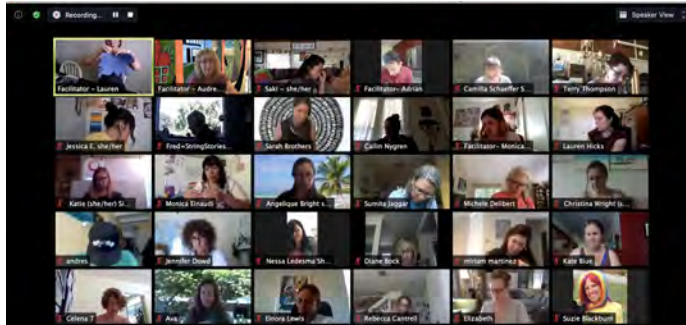 Recording...
Speaker View
Facilitator - Lauren
Facilitator - Audre...
Saki - she/her
Facilitator- Adrian
Camilla Schaeffer S...
Terry Thompson
Jessica E. she/her
Fred=StringStories...
Sarah Brothers
Cailin Nygren
Facilitator- Monica...
Lauren Hicks
Katie (she/her) Si...
Monica Einaudi
Angelique Bright s...
Sumita Jaggar
Michele Delibert
Christina Wright (s...
andres
Jennifer Dowd
Nessa Ledesma Sh...
Diane Bock
miriam martinez
Kate Blue
Celena T
Ava
Elnora Lewis
Rebecca Cantrell
Elizabeth
Suzie Blackburn